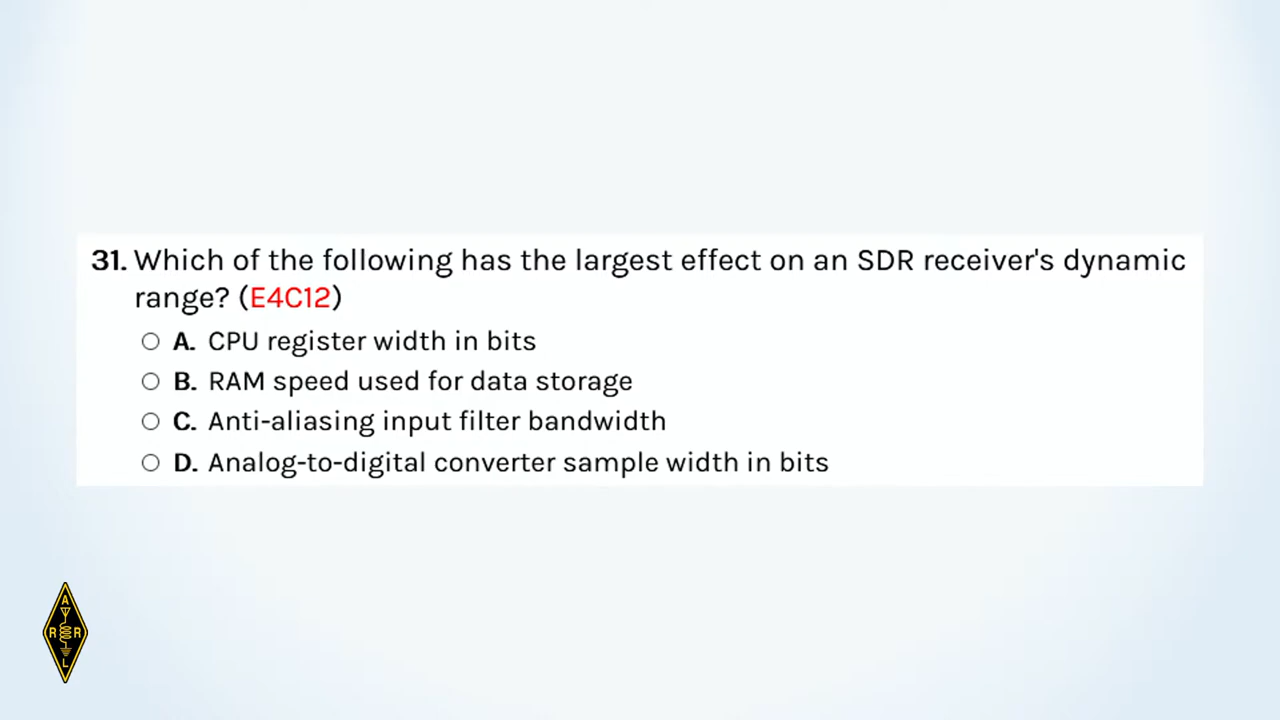 31. Which of the following has the largest effect on an SDR receiver's dynamic
range? (E4C12)
A. CPU register width in bits
B. RAM speed used for data storage
C. Anti-aliasing input filter bandwidth
D. Analog-to-digital converter sample width in bits
A
R R
L